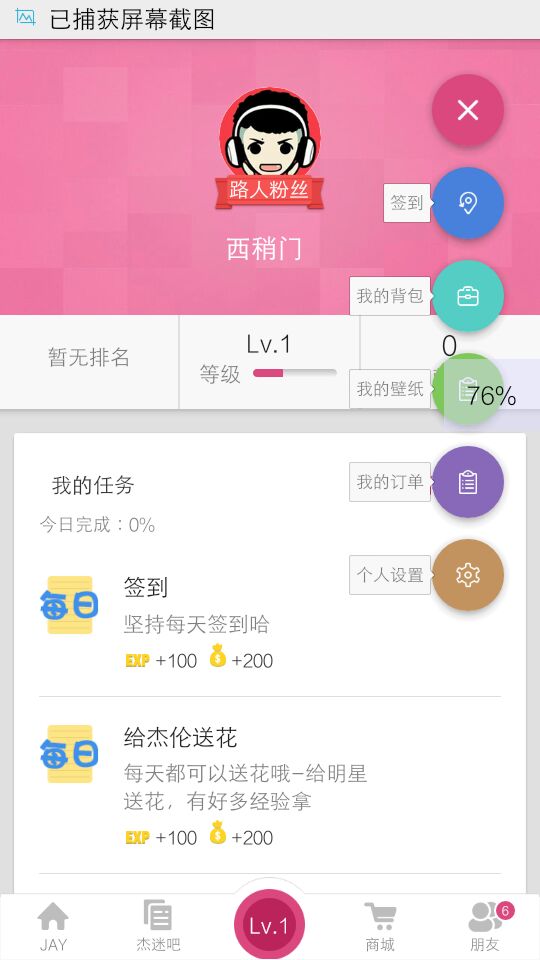 已捕获屏幕截图
路人粉丝
西稍门
签到
我的背包
暂无排名
Lv.1
等级
0
我的壁纸
76%
我的订单
个人设置
我的任务
今日完成：0%
每日
签到
坚持每天签到哈
EXP +100 $ +200
每日
给杰伦送花
每天都可以送花哦-给明星
送花，有好多经验拿
EXP +100 $ +200
JAY
杰迷吧
Lv.1
商城
朋友
6